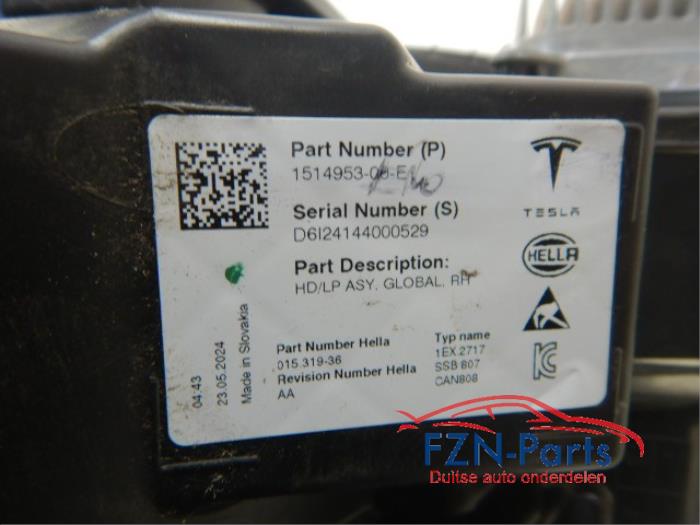 Part Number (P)
1514953-00-E
Serial Number (S)
D6I24144000529
Part Description:
HD/LP ASY, GLOBAL, RH
Part Number Hella
015.319-36
Revision Number Hella
AA
Typ name
1EX.2717
SSB 807
CAN808
TESLA
HELLA
04:43
23.05.2024
Made in Slovakia
FZN-Parts
Duitse auto onderdelen